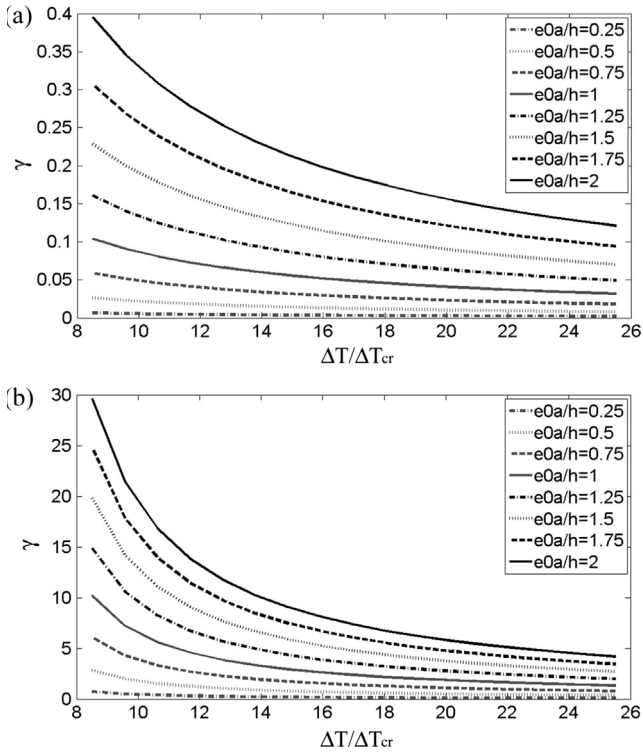 (a)
0.4
0.35
0.3
0.25
0.2
0.15
0.1
0.05
0
γ
8 10 12 14 16 18 20 22 24 26
ΔT/ΔTcr
e0a/h=0.25
e0a/h=0.5
e0a/h=0.75
e0a/h=1
e0a/h=1.25
e0a/h=1.5
e0a/h=1.75
e0a/h=2
(b)
30
25
20
15
10
5
0
γ
8 10 12 14 16 18 20 22 24 26
ΔT/ΔTcr
e0a/h=0.25
e0a/h=0.5
e0a/h=0.75
e0a/h=1
e0a/h=1.25
e0a/h=1.5
e0a/h=1.75
e0a/h=2